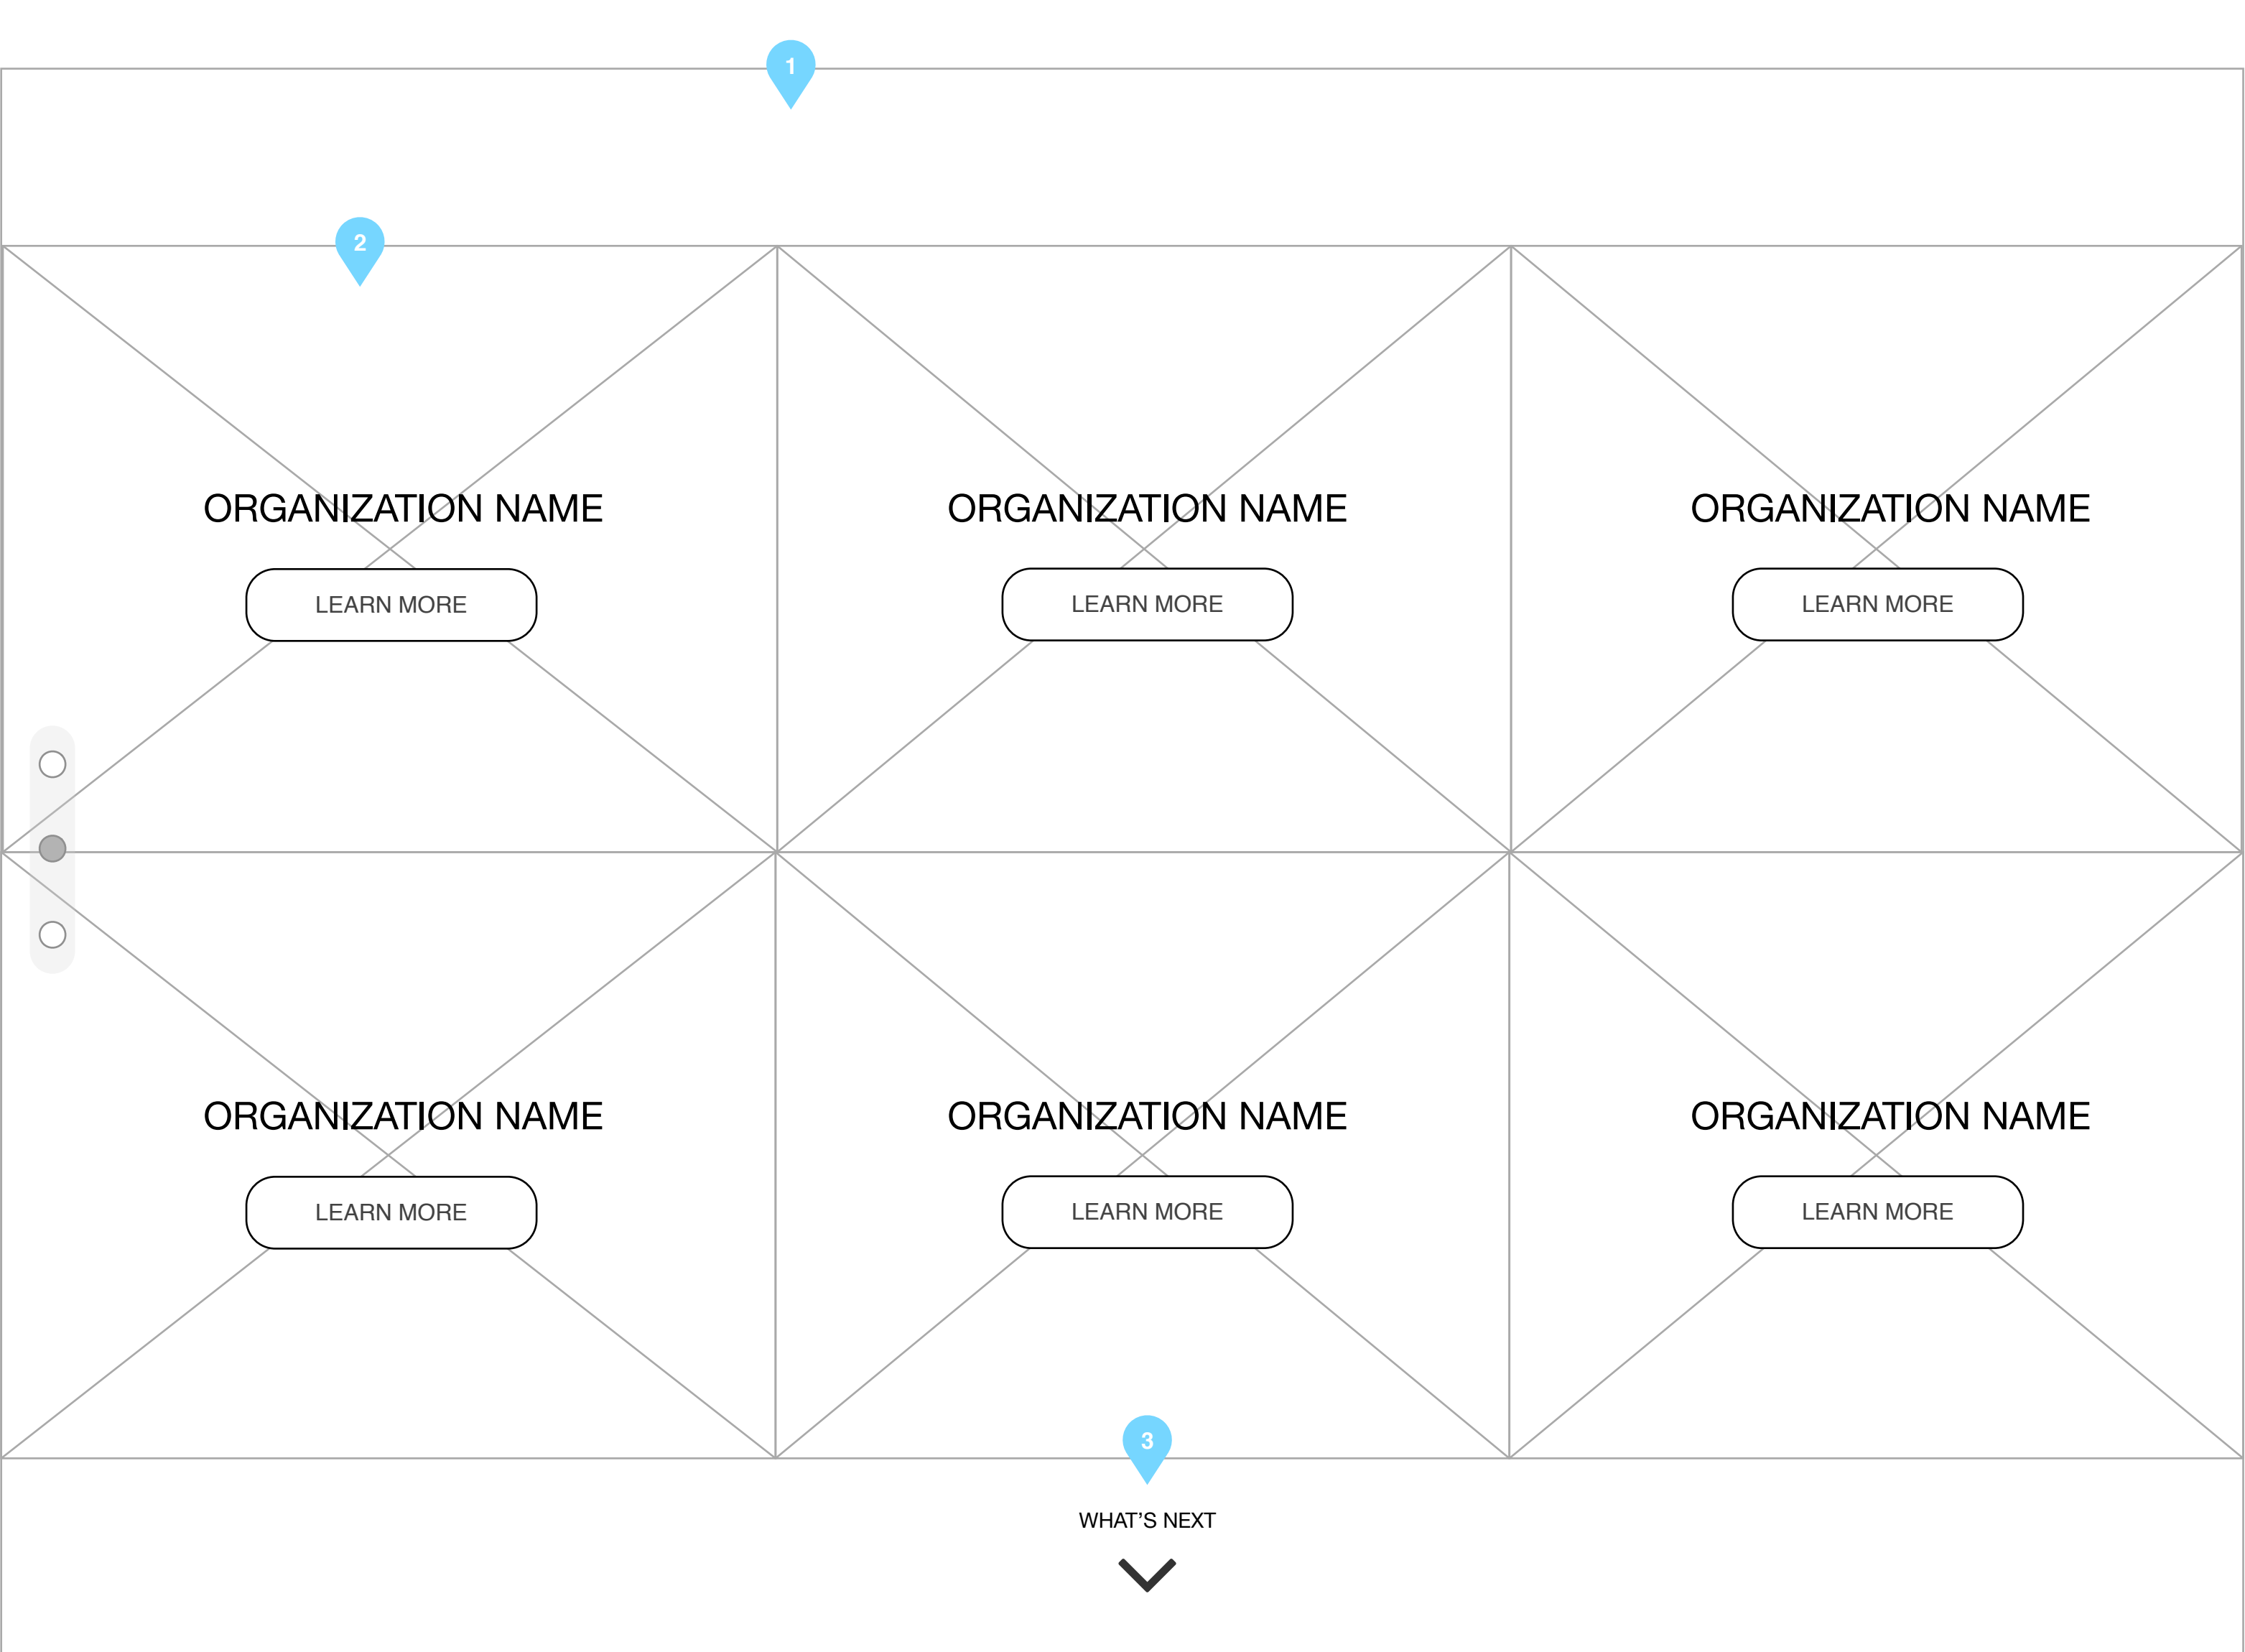 1
2
ORGANIZATION NAME ORGANIZATION NAME ORGANIZATION NAME
LEARN MORE LEARN MORE LEARN MORE
ORGANIZATION NAME ORGANIZATION NAME ORGANIZATION NAME
LEARN MORE LEARN MORE LEARN MORE
3
WHAT'S NEXT